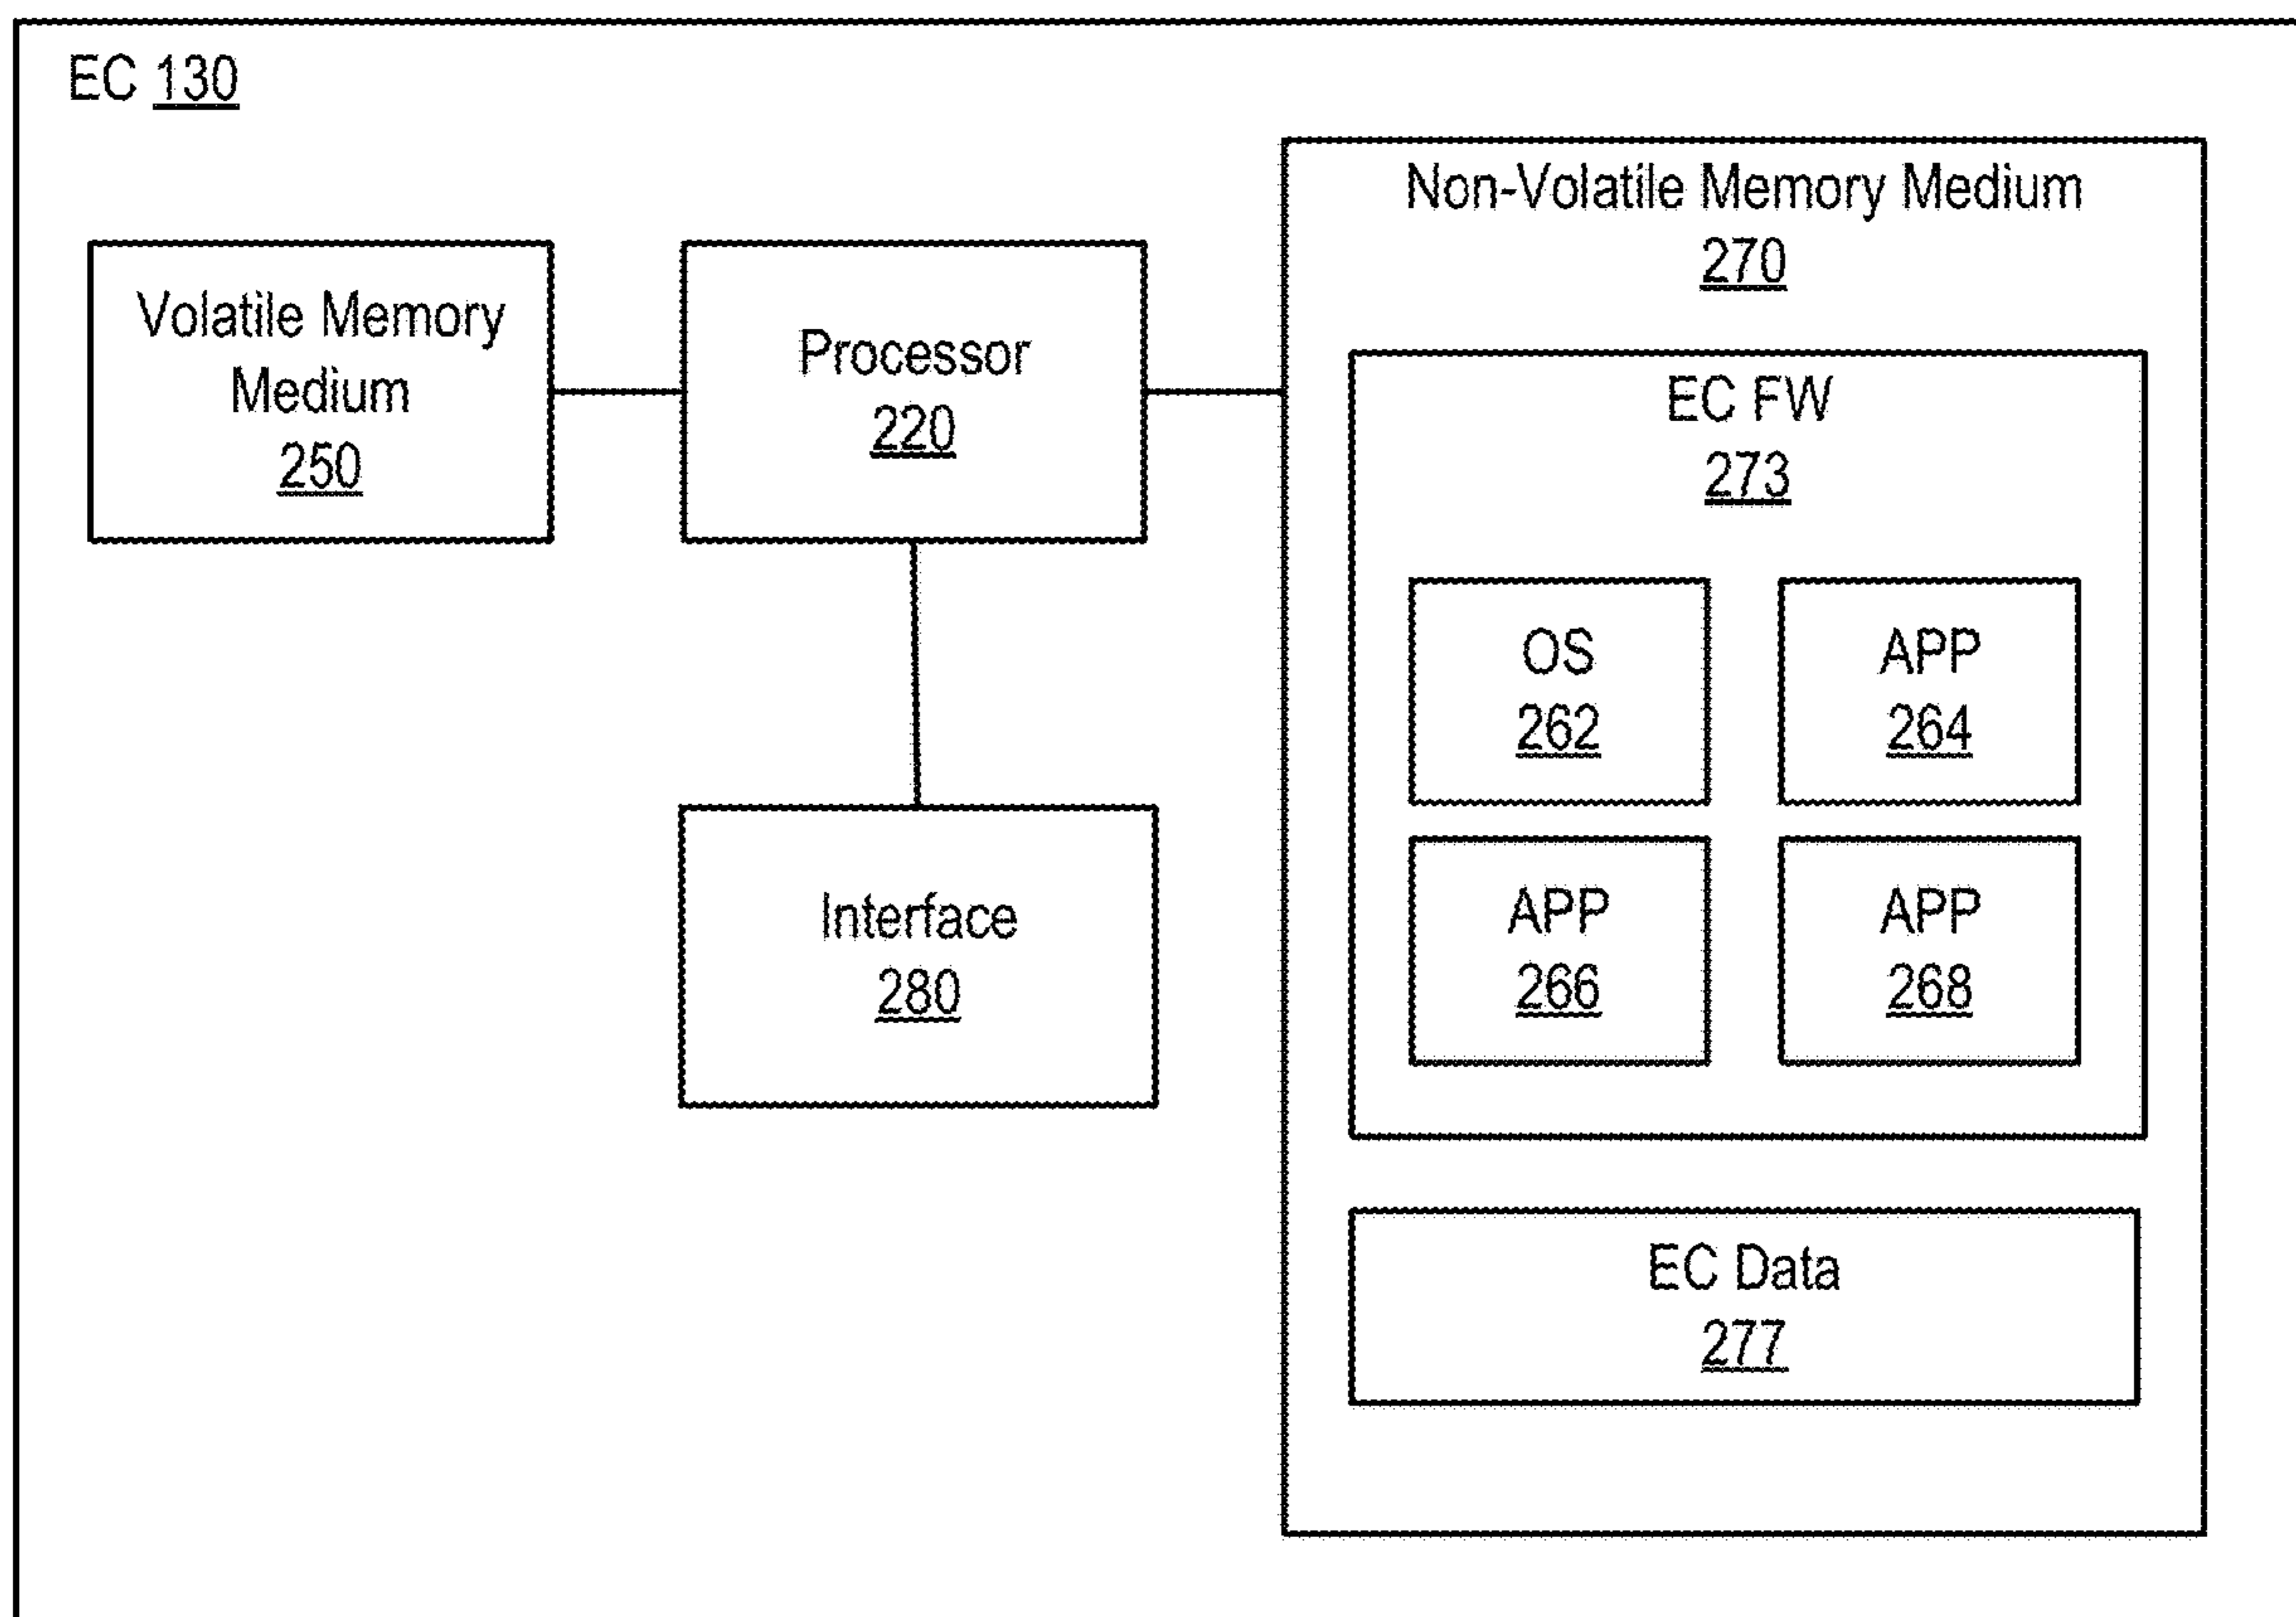 EC 130
Volatile Memory
Medium
250
Processor
220
Interface
280
Non-Volatile Memory Medium
270
EC FW
273
OS
262
APP
264
APP
266
APP
268
EC Data
277